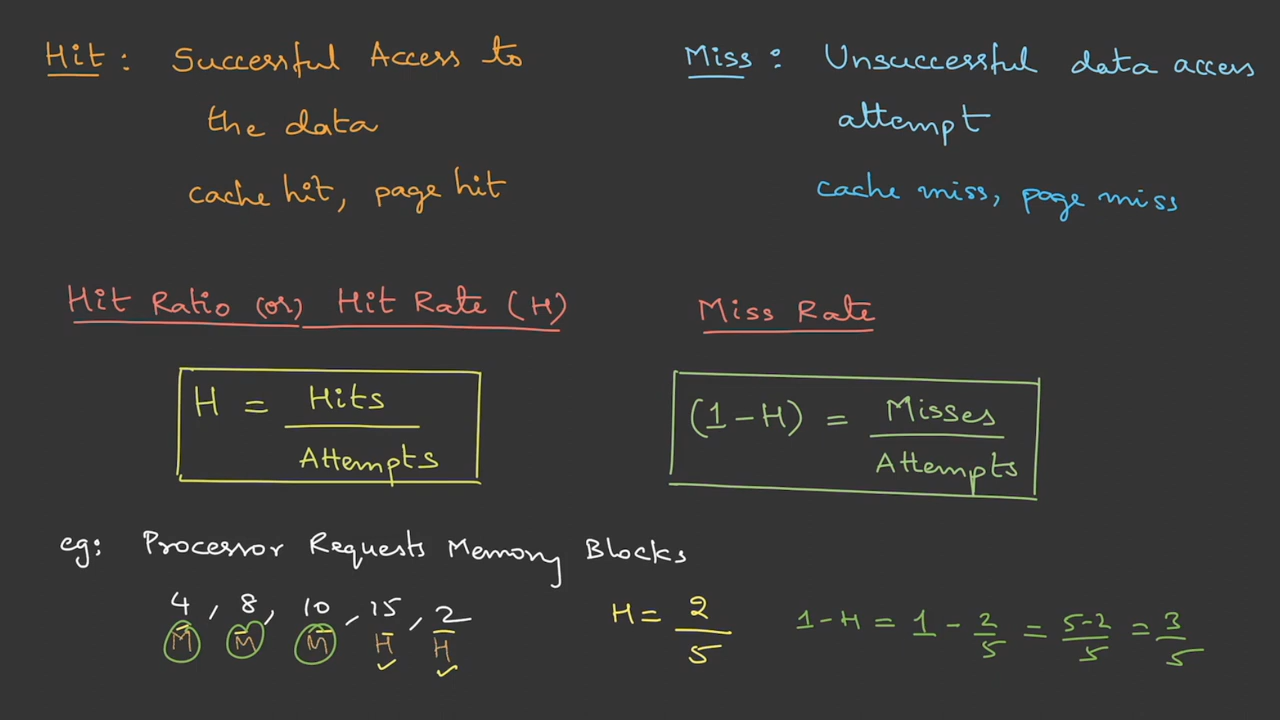 Hit : Successful Access to
the data
cache hit, page hit
Miss : Unsuccessful data access
attempt
cache miss, page miss
Hit Ratio (or) Hit Rate (H)
H = Hits / Attempts
Miss Rate
(1 - H) = Misses / Attempts
eg: Processor Requests Memory Blocks
4, 8, 10, 15, 2
M M M H H
H = 2/5
1 - H = 1 - 2/5 = 5-2/5 = 3/5